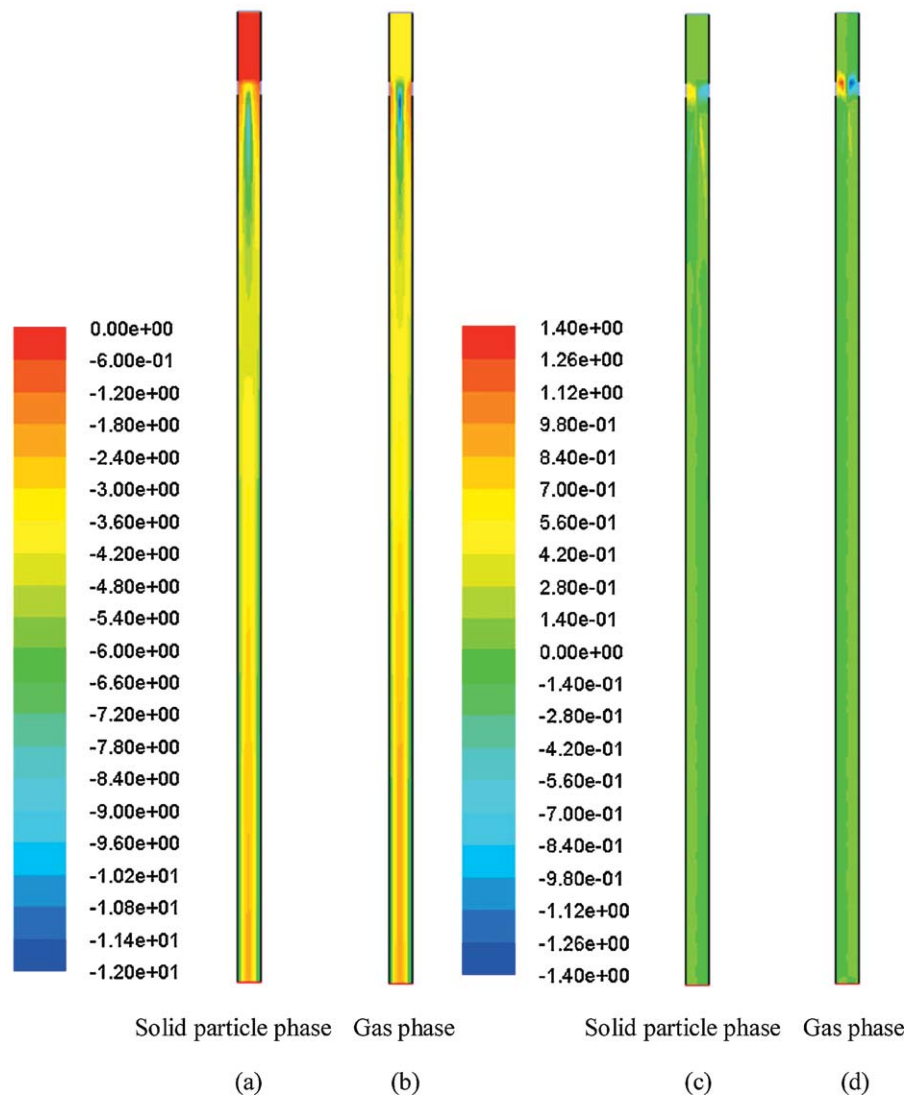 0.00e+00
-6.00e-01
-1.20e+00
-1.80e+00
-2.40e+00
-3.00e+00
-3.60e+00
-4.20e+00
-4.80e+00
-5.40e+00
-6.00e+00
-6.60e+00
-7.20e+00
-7.80e+00
-8.40e+00
-9.00e+00
-9.60e+00
-1.02e+01
-1.08e+01
-1.14e+01
-1.20e+01
1.40e+00
1.26e+00
1.12e+00
9.80e-01
8.40e-01
7.00e-01
5.60e-01
4.20e-01
2.80e-01
1.40e-01
0.00e+00
-1.40e-01
-2.80e-01
-4.20e-01
-5.60e-01
-7.00e-01
-8.40e-01
-9.80e-01
-1.12e+00
-1.26e+00
-1.40e+00
Solid particle phase Gas phase Solid particle phase Gas phase
(a) (b) (c) (d)